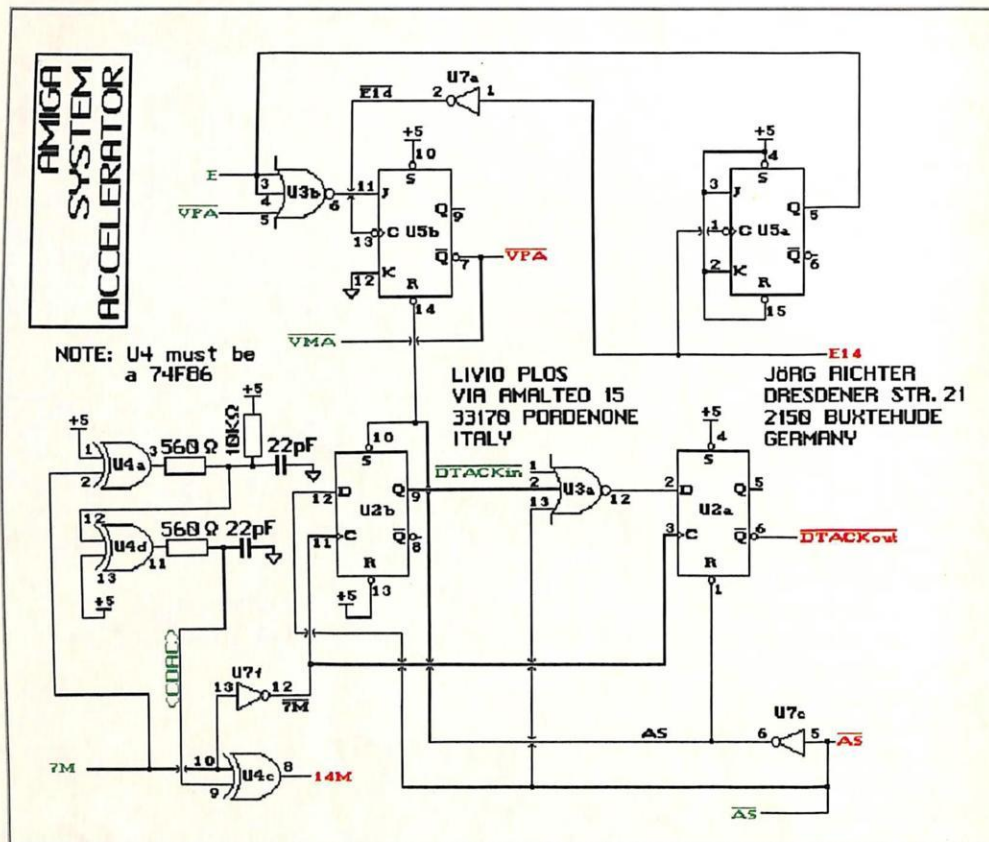 AMIGA
SYSTEM
ACCELERATOR
U7a
E1d
2
1
+5
10
+5
4
E
3
4
VPA
5
U3b
6
11
J
S
Q
9
13
C
U5b
12
K
Q
7
VPA
R
14
VMA
3
J
S
Q
5
1
C
U5a
2
K
Q
6
R
15
E14
NOTE: U4 must be
a 74F86
LIVIO PLOS
VIA AMALTEO 15
33170 PORDENONE
ITALY
JÖRG RICHTER
DRESDENER STR. 21
2150 BUXTEHUDE
GERMANY
+5
1
2
U4a
3
560 Ω
+5
10KΩ
22pF
12
13
U4d
11
560 Ω
22pF
+5
10
S
12
D
Q
9
U2b
11
C
Q
8
R
13
+5
DTACKin
1
2
13
U3a
12
+5
4
S
2
D
Q
5
U2a
3
C
Q
6
DTACKout
R
1
(CDAC)
U7f
13
12
7M
7M
10
9
U4c
8
14M
AS
U7c
6
5
AS
AS